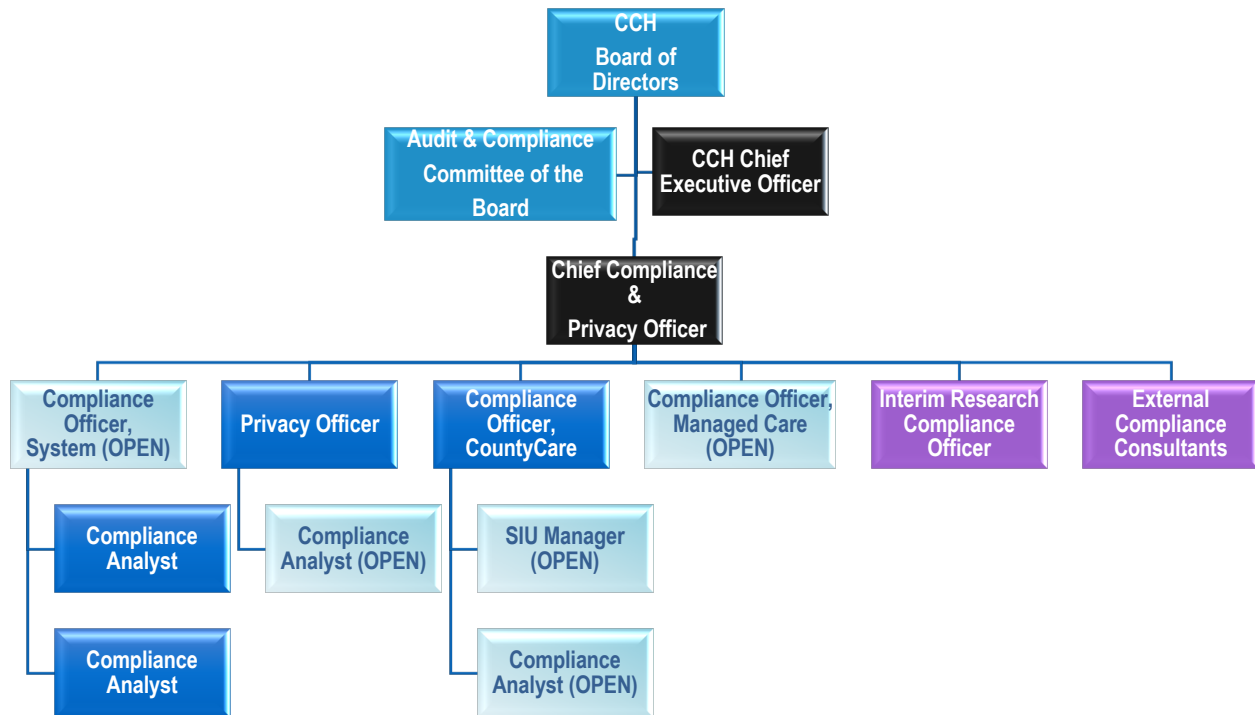 CCH
Board of
Directors
Audit & Compliance
Committee of the
Board
CCH Chief
Executive Officer
Chief Compliance
&
Privacy Officer
Compliance
Officer,
System (OPEN)
Privacy Officer
Compliance
Officer,
CountyCare
Compliance Officer,
Managed Care
(OPEN)
Interim Research
Compliance
Officer
External
Compliance
Consultants
Compliance
Analyst
Compliance
Analyst (OPEN)
SIU Manager
(OPEN)
Compliance
Analyst
Compliance
Analyst (OPEN)